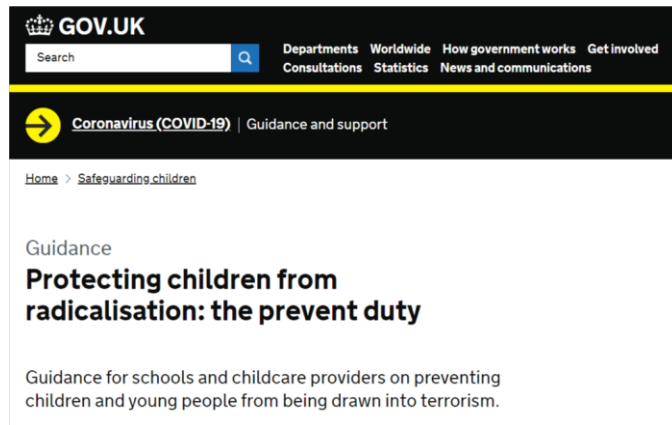 GOV.UK
Search
Departments Worldwide How government works Get involved
Consultations Statistics News and communications
Coronavirus (COVID-19) | Guidance and support
Home > Safeguarding children
Guidance
Protecting children from
radicalisation: the prevent duty
Guidance for schools and childcare providers on preventing
children and young people from being drawn into terrorism.